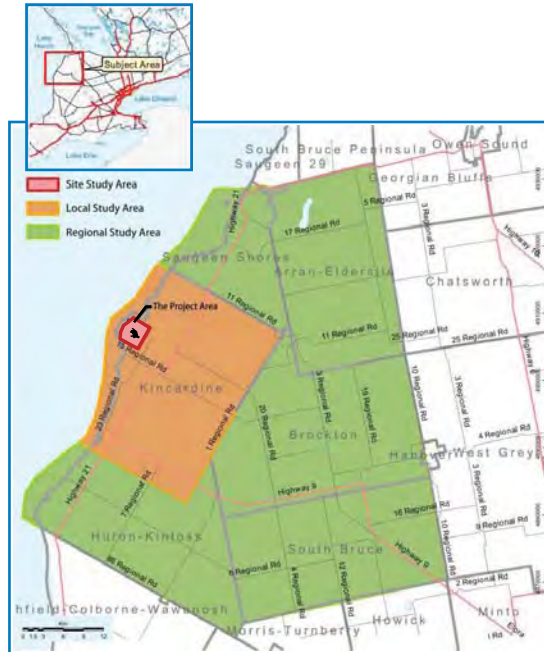 Lake Huron
Subject Area
Lake Ontario
Lake Erie
Site Study Area
Local Study Area
Regional Study Area
South Bruce Peninsula
Owen Sound
Saugeen 29
Georgian Bluffs
Highway 21
5 Regional Rd
3 Regional Rd
17 Regional Rd
Saugeen Shores
Arran-Elderslie
Chatsworth
The Project Area
11 Regional Rd
11 Regional Rd
25 Regional Rd
25 Regional Rd
Kincardine
23 Regional Rd
1 Regional Rd
3 Regional Rd
19 Regional Rd
10 Regional Rd
3 Regional Rd
20 Regional Rd
Brockton
4 Regional Rd
Hanover
West Grey
Highway 21
7 Regional Rd
Highway 9
16 Regional Rd
10 Regional Rd
3 Regional Rd
9 Regional Rd
Huron-Kinloss
South Bruce
Highway 9
86 Regional Rd
6 Regional Rd
4 Regional Rd
12 Regional Rd
2 Regional Rd
hfield-Colborne-Wawanosh
Morris-Turnberry
Howick
Minto
Elora
1 Rd